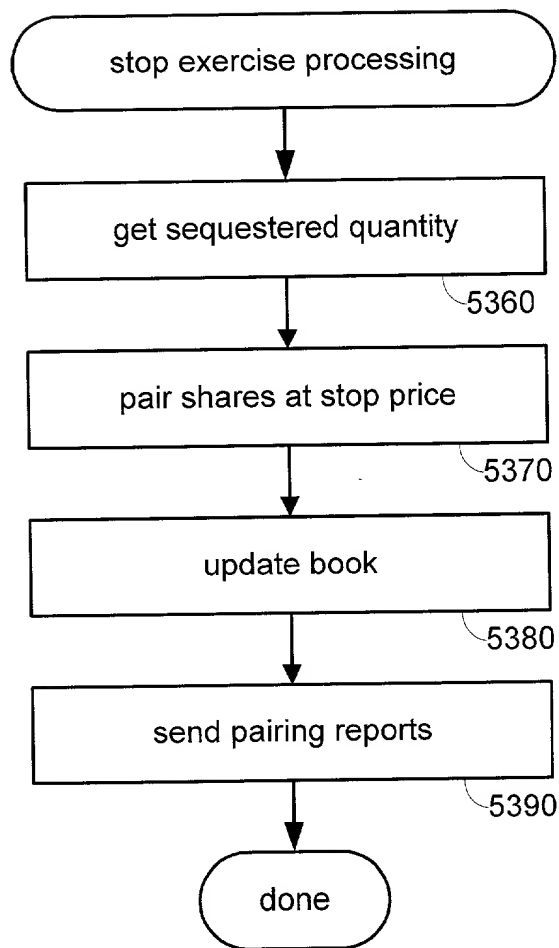 stop exercise processing
get sequestered quantity
5360
pair shares at stop price
5370
update book
5380
send pairing reports
5390
done